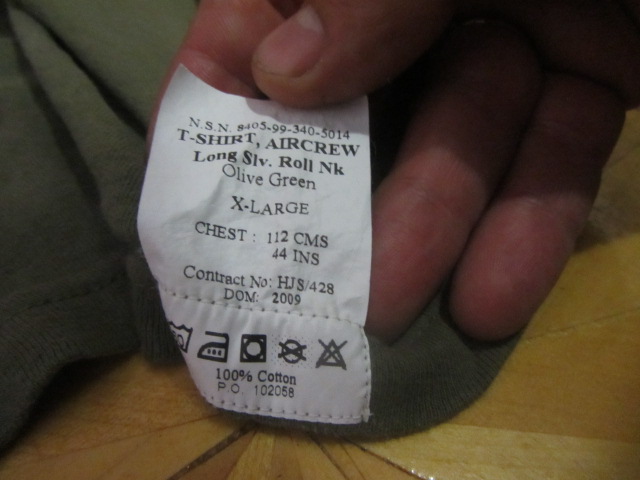 N.S.N. 8405-99-340-5014
T-SHIRT, AIRCREW
Long Slv. Roll Nk
Olive Green
X-LARGE
CHEST : 112 CMS
44 INS
Contract No: HJS/428
DOM: 2009
100% Cotton
P.O. 102058